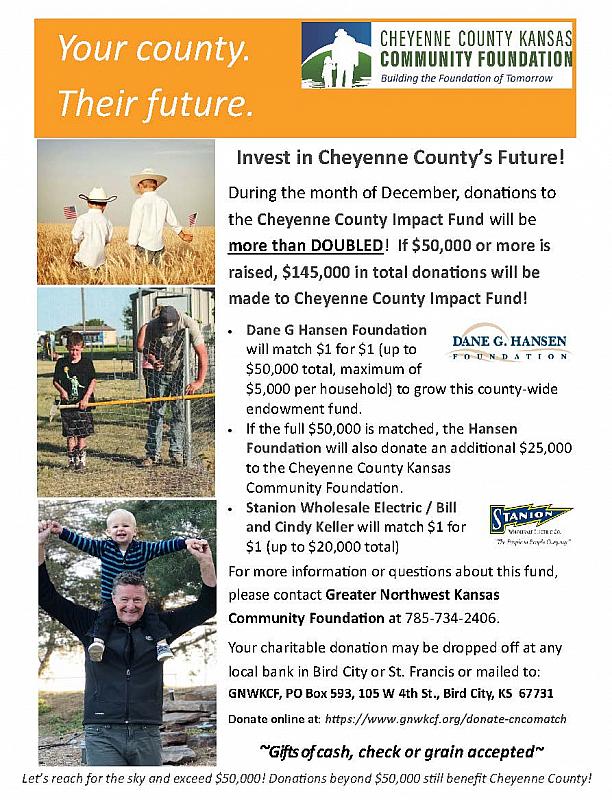 Your county.
Their future.
CHEYENNE COUNTY KANSAS
COMMUNITY FOUNDATION
Building the Foundation of Tomorrow
Invest in Cheyenne County's Future!
During the month of December, donations to
the Cheyenne County Impact Fund will be
more than DOUBLED! If $50,000 or more is
raised, $145,000 in total donations will be
made to Cheyenne County Impact Fund!
• Dane G Hansen Foundation
will match $1 for $1 (up to
$50,000 total, maximum of
$5,000 per household) to grow this county-wide
endowment fund.
DANE G. HANSEN
FOUNDATION
• If the full $50,000 is matched, the Hansen
Foundation will also donate an additional $25,000
to the Cheyenne County Kansas
Community Foundation.
• Stanion Wholesale Electric / Bill
and Cindy Keller will match $1 for
$1 (up to $20,000 total)
STANION
WHOLESALE ELECTRIC CO.
"The People to People Company"
For more information or questions about this fund,
please contact Greater Northwest Kansas
Community Foundation at 785-734-2406.
Your charitable donation may be dropped off at any
local bank in Bird City or St. Francis or mailed to:
GNWKCF, PO Box 593, 105 W 4th St., Bird City, KS 67731
Donate online at: https://www.gnwkcf.org/donate-cncomatch
~Gifts of cash, check or grain accepted~
Let's reach for the sky and exceed $50,000! Donations beyond $50,000 still benefit Cheyenne County!